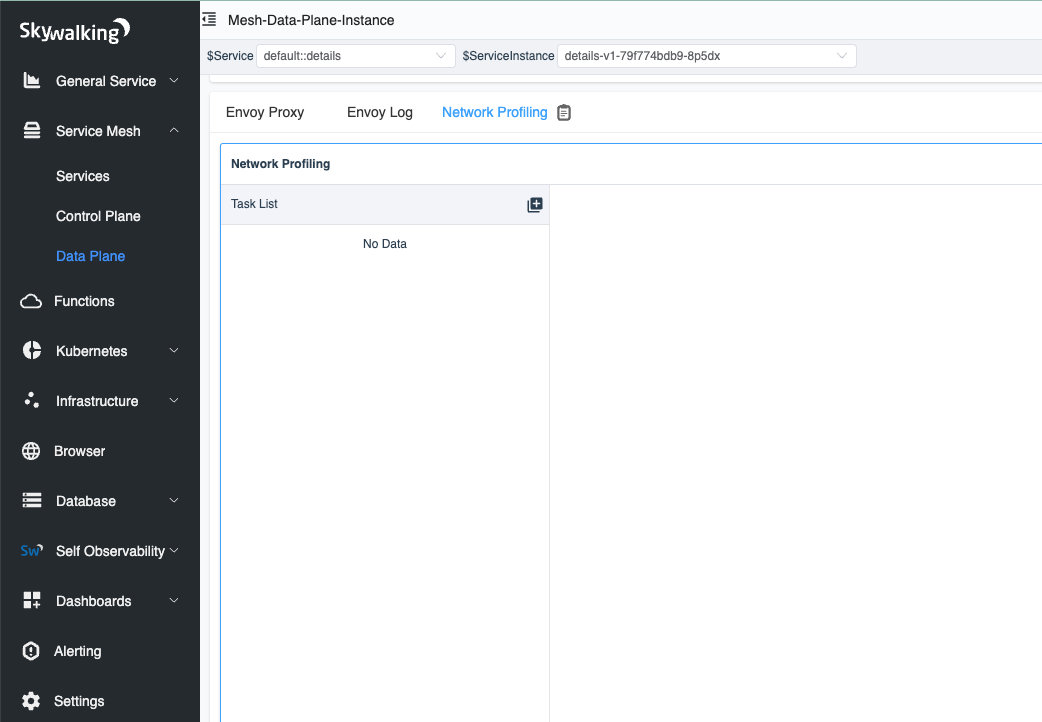 Skywalking
Mesh-Data-Plane-Instance
$Service default::details $ServiceInstance details-v1-79f774bdb9-8p5dx
General Service
Service Mesh
Services
Control Plane
Data Plane
Functions
Kubernetes
Infrastructure
Browser
Database
Sw Self Observability
Dashboards
Alerting
Settings
Envoy Proxy Envoy Log Network Profiling
Network Profiling
Task List
No Data